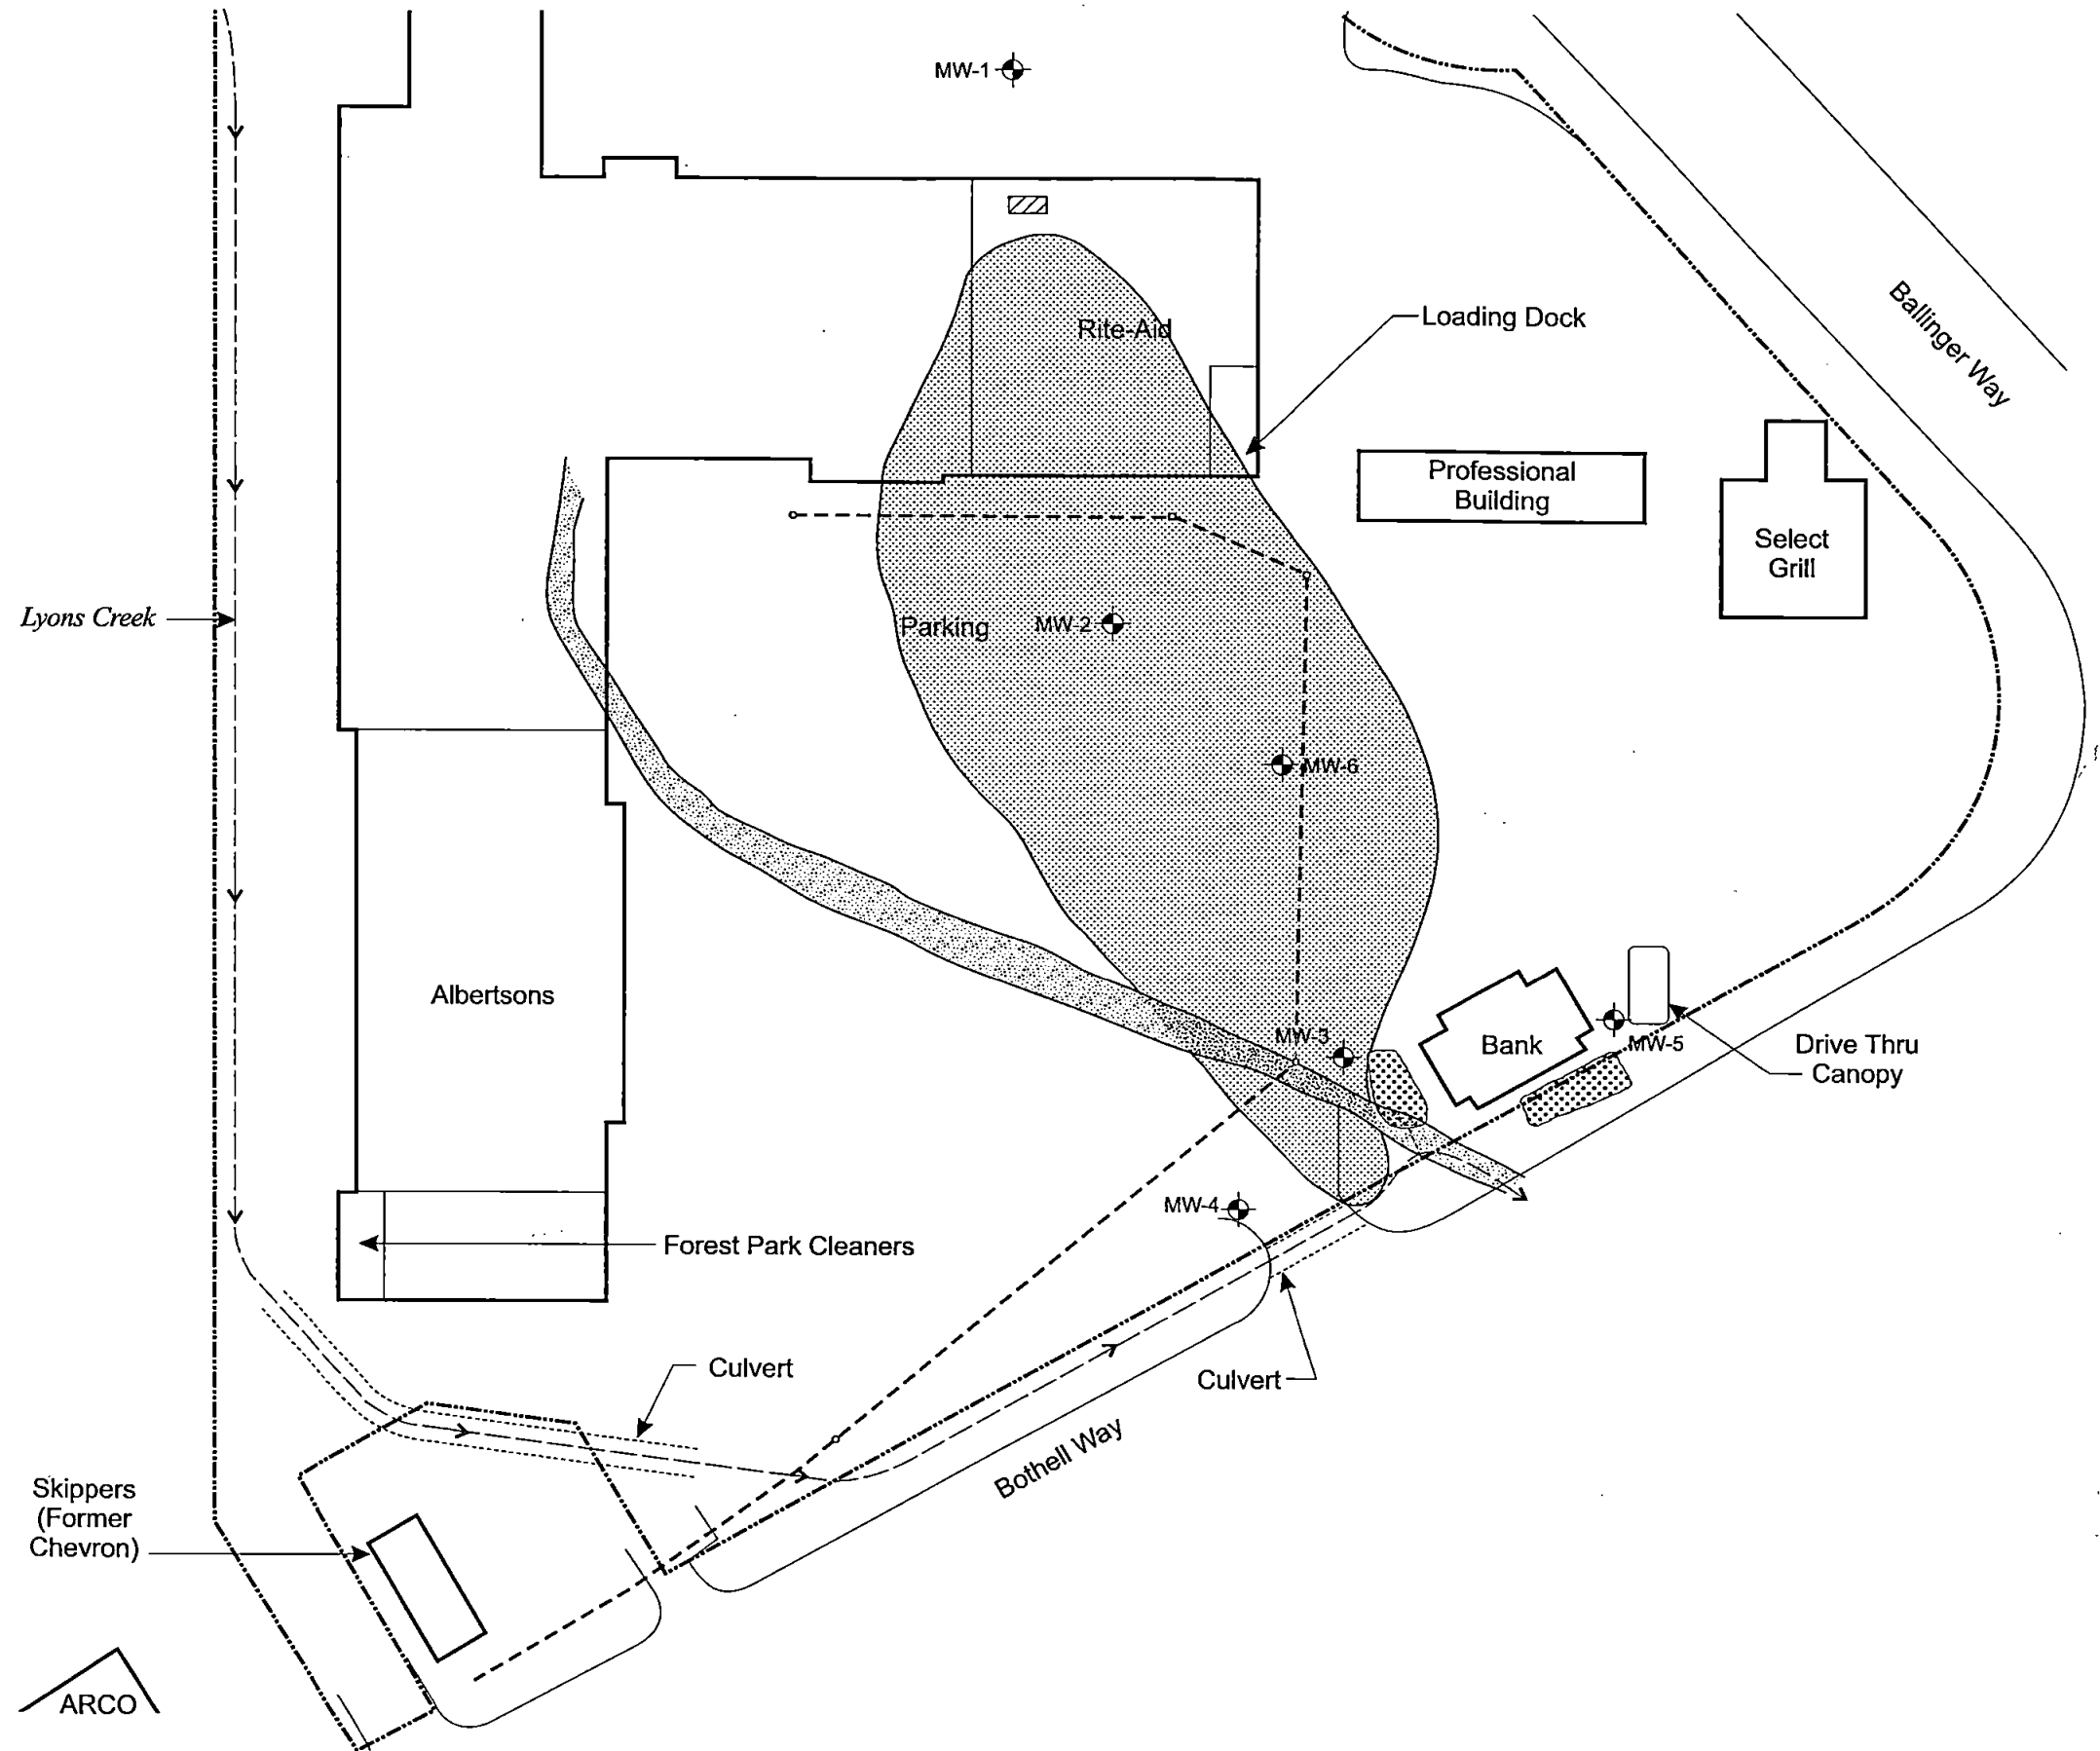 MW-1
Ballinger Way
Rite-Aid
Loading Dock
Professional
Building
Select
Grill
Lyons Creek
Parking
MW-2
MW-6
Albertsons
MW-3
Bank
MW-5
Drive Thru
Canopy
MW-4
Forest Park Cleaners
Culvert
Culvert
Bothell Way
Skippers
(Former
Chevron)
ARCO